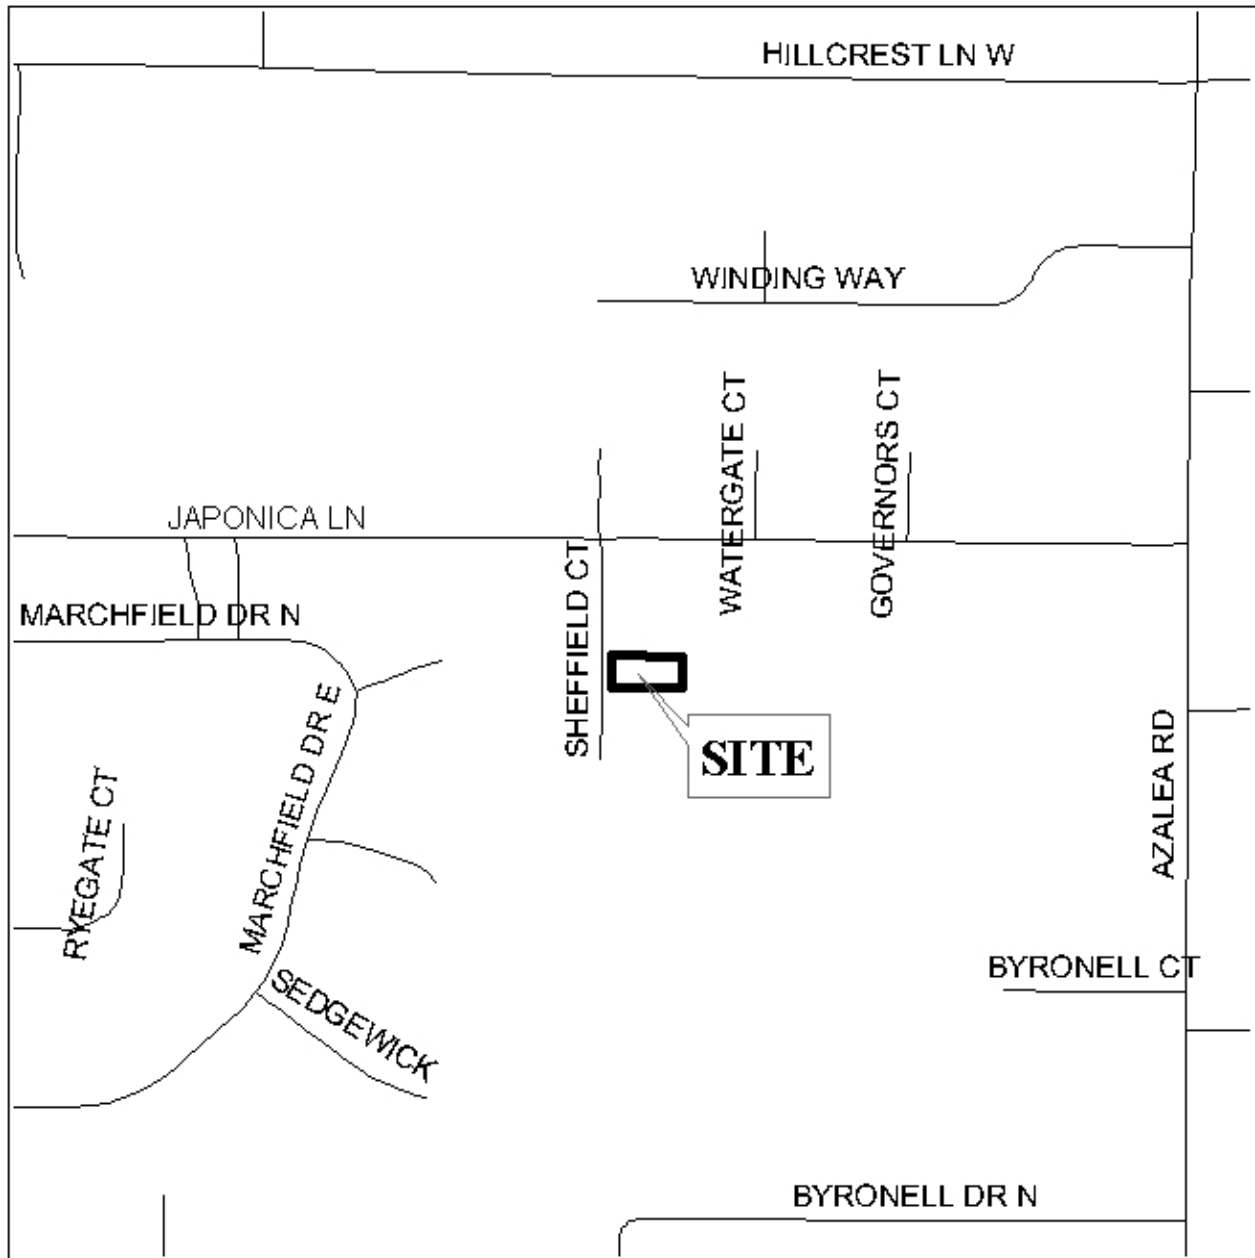 HILLCREST LN W
WINDING WAY
WATERGATE CT
GOVERNORS CT
JAPONICA LN
SHEFFIELD CT
MARCHFIELD DR N
MARCHFIELD DR E
SITE
AZALEA RD
RYEGATE CT
BYRONELL CT
SEDGEWICK
BYRONELL DR N